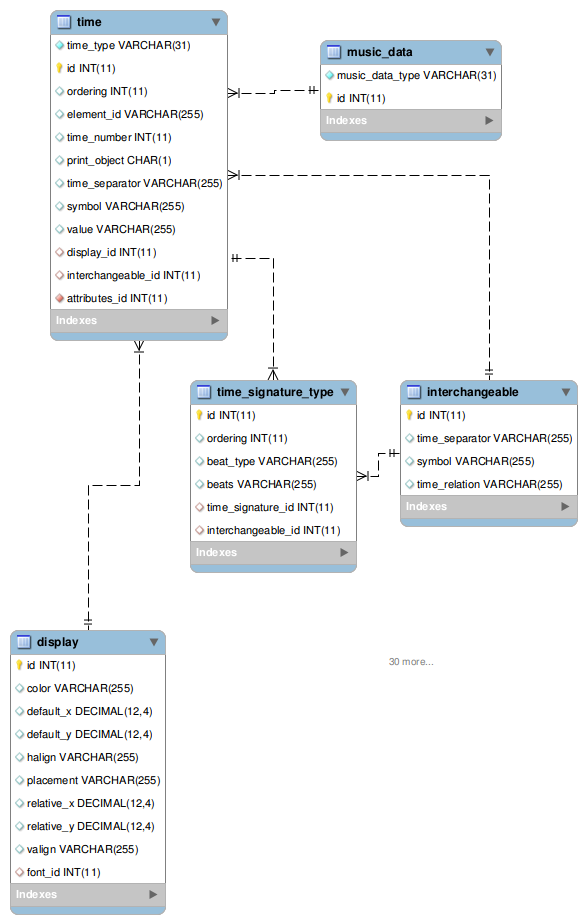 time
time_type VARCHAR(31)
id INT(11)
ordering INT(11)
element_id VARCHAR(255)
time_number INT(11)
print_object CHAR(1)
time_separator VARCHAR(255)
symbol VARCHAR(255)
value VARCHAR(255)
display_id INT(11)
interchangeable_id INT(11)
attributes_id INT(11)
Indexes
music_data
music_data_type VARCHAR(31)
id INT(11)
Indexes
time_signature_type
id INT(11)
ordering INT(11)
beat_type VARCHAR(255)
beats VARCHAR(255)
time_signature_id INT(11)
interchangeable_id INT(11)
Indexes
interchangeable
id INT(11)
time_separator VARCHAR(255)
symbol VARCHAR(255)
time_relation VARCHAR(255)
Indexes
display
id INT(11)
color VARCHAR(255)
default_x DECIMAL(12,4)
default_y DECIMAL(12,4)
halign VARCHAR(255)
placement VARCHAR(255)
relative_x DECIMAL(12,4)
relative_y DECIMAL(12,4)
valign VARCHAR(255)
font_id INT(11)
Indexes
30 more...